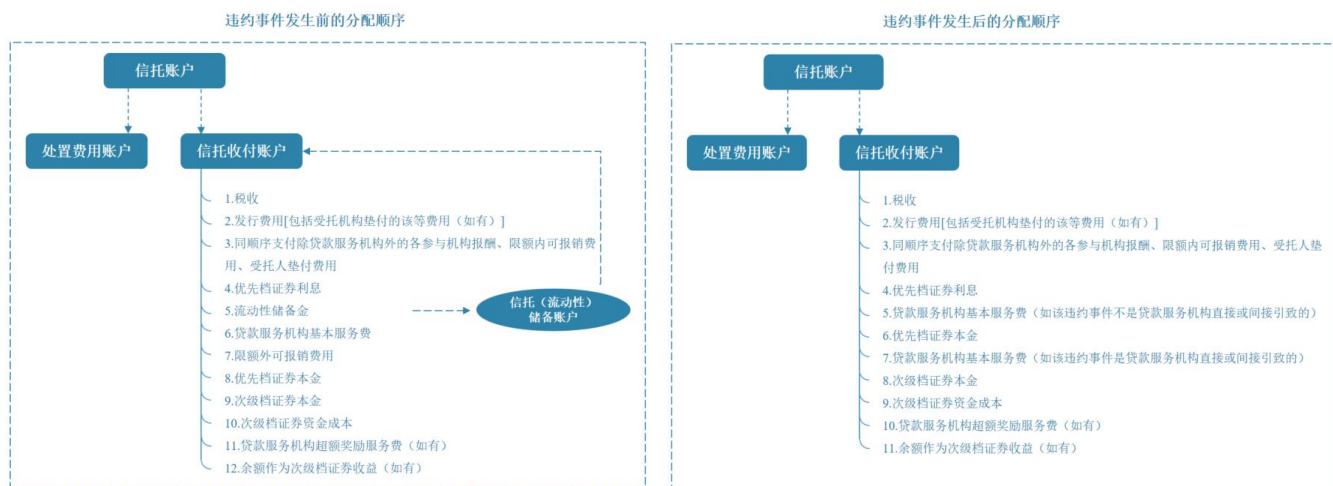 违约事件发生前的分配顺序
信托账户
处置费用账户
信托收付账户
1.税收
2.发行费用[包括受托机构垫付的该等费用（如有）]
3.同顺序支付除贷款服务机构外的各参与机构报酬、限额内可报销费
用、受托人垫付费用
4.优先档证券利息
5.流动性储备金
信托（流动性）
储备账户
6.贷款服务机构基本服务费
7.限额外可报销费用
8.优先档证券本金
9.次级档证券本金
10.次级档证券资金成本
11.贷款服务机构超额奖励服务费（如有）
12.余额作为次级档证券收益（如有）
违约事件发生后的分配顺序
信托账户
处置费用账户
信托收付账户
1.税收
2.发行费用[包括受托机构垫付的该等费用（如有）]
3.同顺序支付除贷款服务机构外的各参与机构报酬、限额内可报销费用、受托人垫
付费用
4.优先档证券利息
5.贷款服务机构基本服务费（如该违约事件不是贷款服务机构直接或间接引致的）
6.优先档证券本金
7.贷款服务机构基本服务费（如该违约事件是贷款服务机构直接或间接引致的）
8.次级档证券本金
9.次级档证券资金成本
10.贷款服务机构超额奖励服务费（如有）
11.余额作为次级档证券收益（如有）